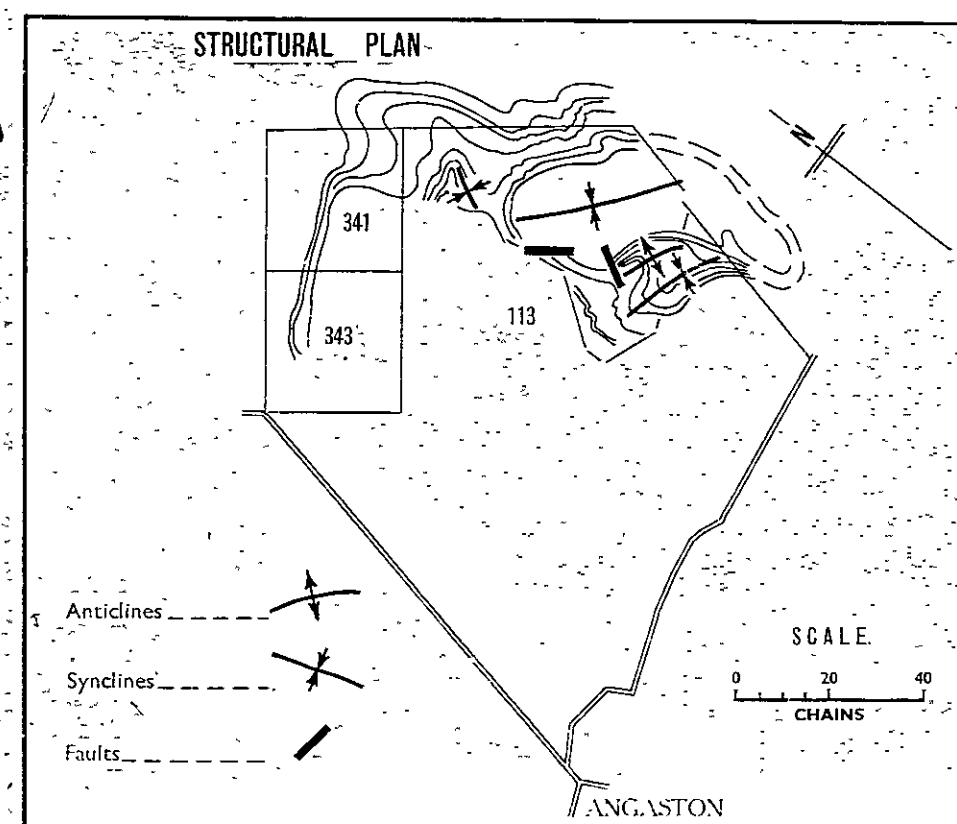 STRUCTURAL PLAN
N
341
343
113
Anticlines
Synclines
Faults
SCALE.
0 20 40
CHAINS
ANGASTON